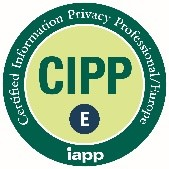 Certified Information Privacy Professional/Europe
CIPP
E
iapp